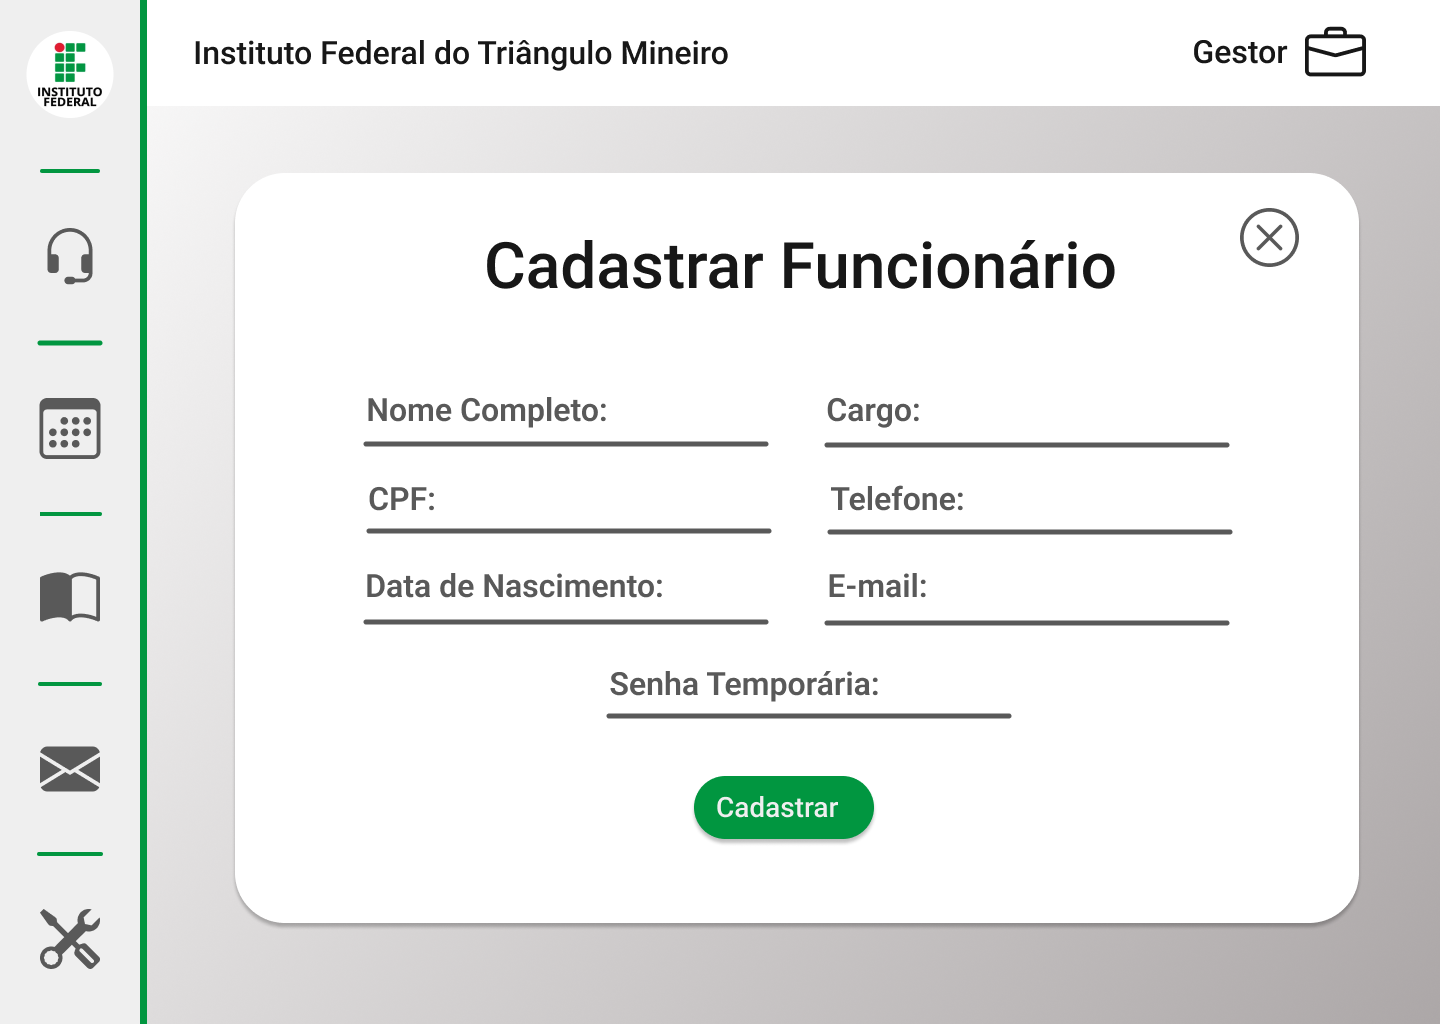 INSTITUTO
FEDERAL
Instituto Federal do Triângulo Mineiro
Gestor
Cadastrar Funcionário
Nome Completo:
Cargo:
CPF:
Telefone:
Data de Nascimento:
E-mail:
Senha Temporária:
Cadastrar